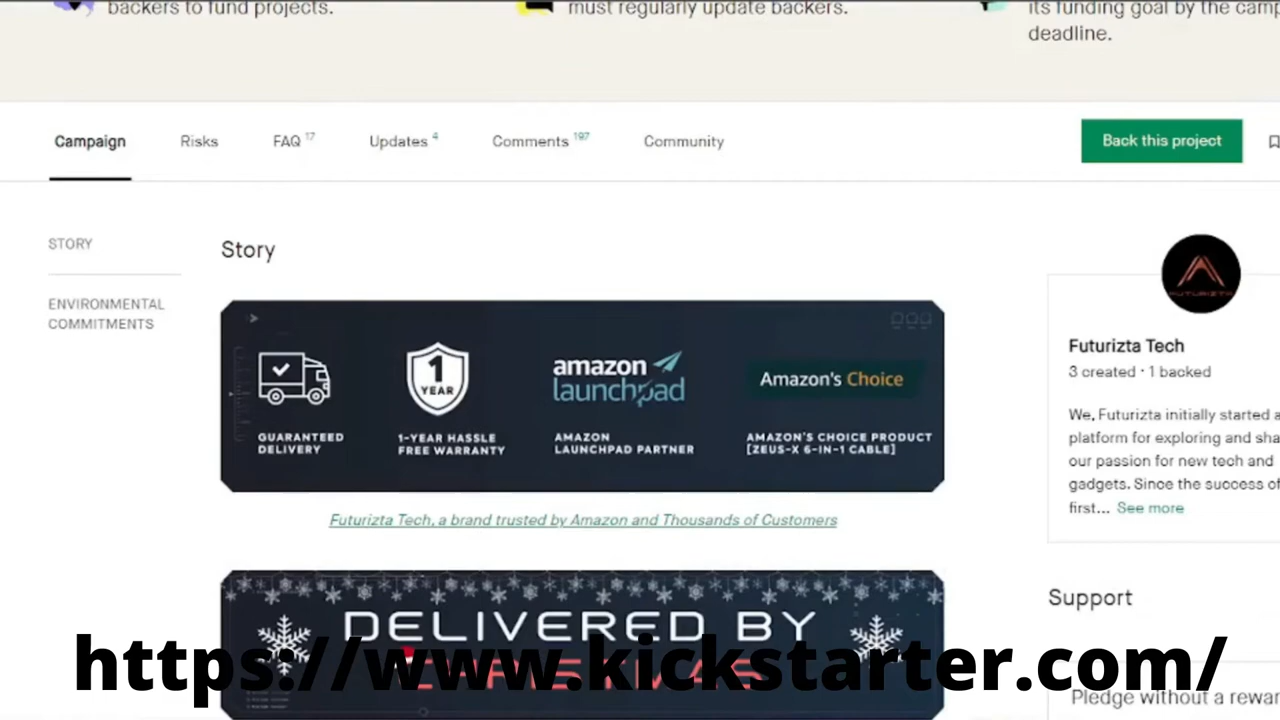 backers to fund projects.
must regularly update backers.
its funding goal by the camp
deadline.
Campaign
Risks
FAQ 17
Updates 4
Comments 197
Community
Back this project
STORY
ENVIRONMENTAL
COMMITMENTS
Story
1
YEAR
amazon
launchpad
Amazon's Choice
GUARANTEED
DELIVERY
1-YEAR HASSLE
FREE WARRANTY
AMAZON
LAUNCHPAD PARTNER
AMAZON'S CHOICE PRODUCT
[ZEUS-X 6-IN-1 CABLE]
Futurizta Tech, a brand trusted by Amazon and Thousands of Customers
DELIVERED BY
https://www.kickstarter.com/
FUTURIZTA
Futurizta Tech
3 created · 1 backed
We, Futurizta initially started a
platform for exploring and sha
our passion for new tech and
gadgets. Since the success of
first... See more
Support
Pledge without a rewar